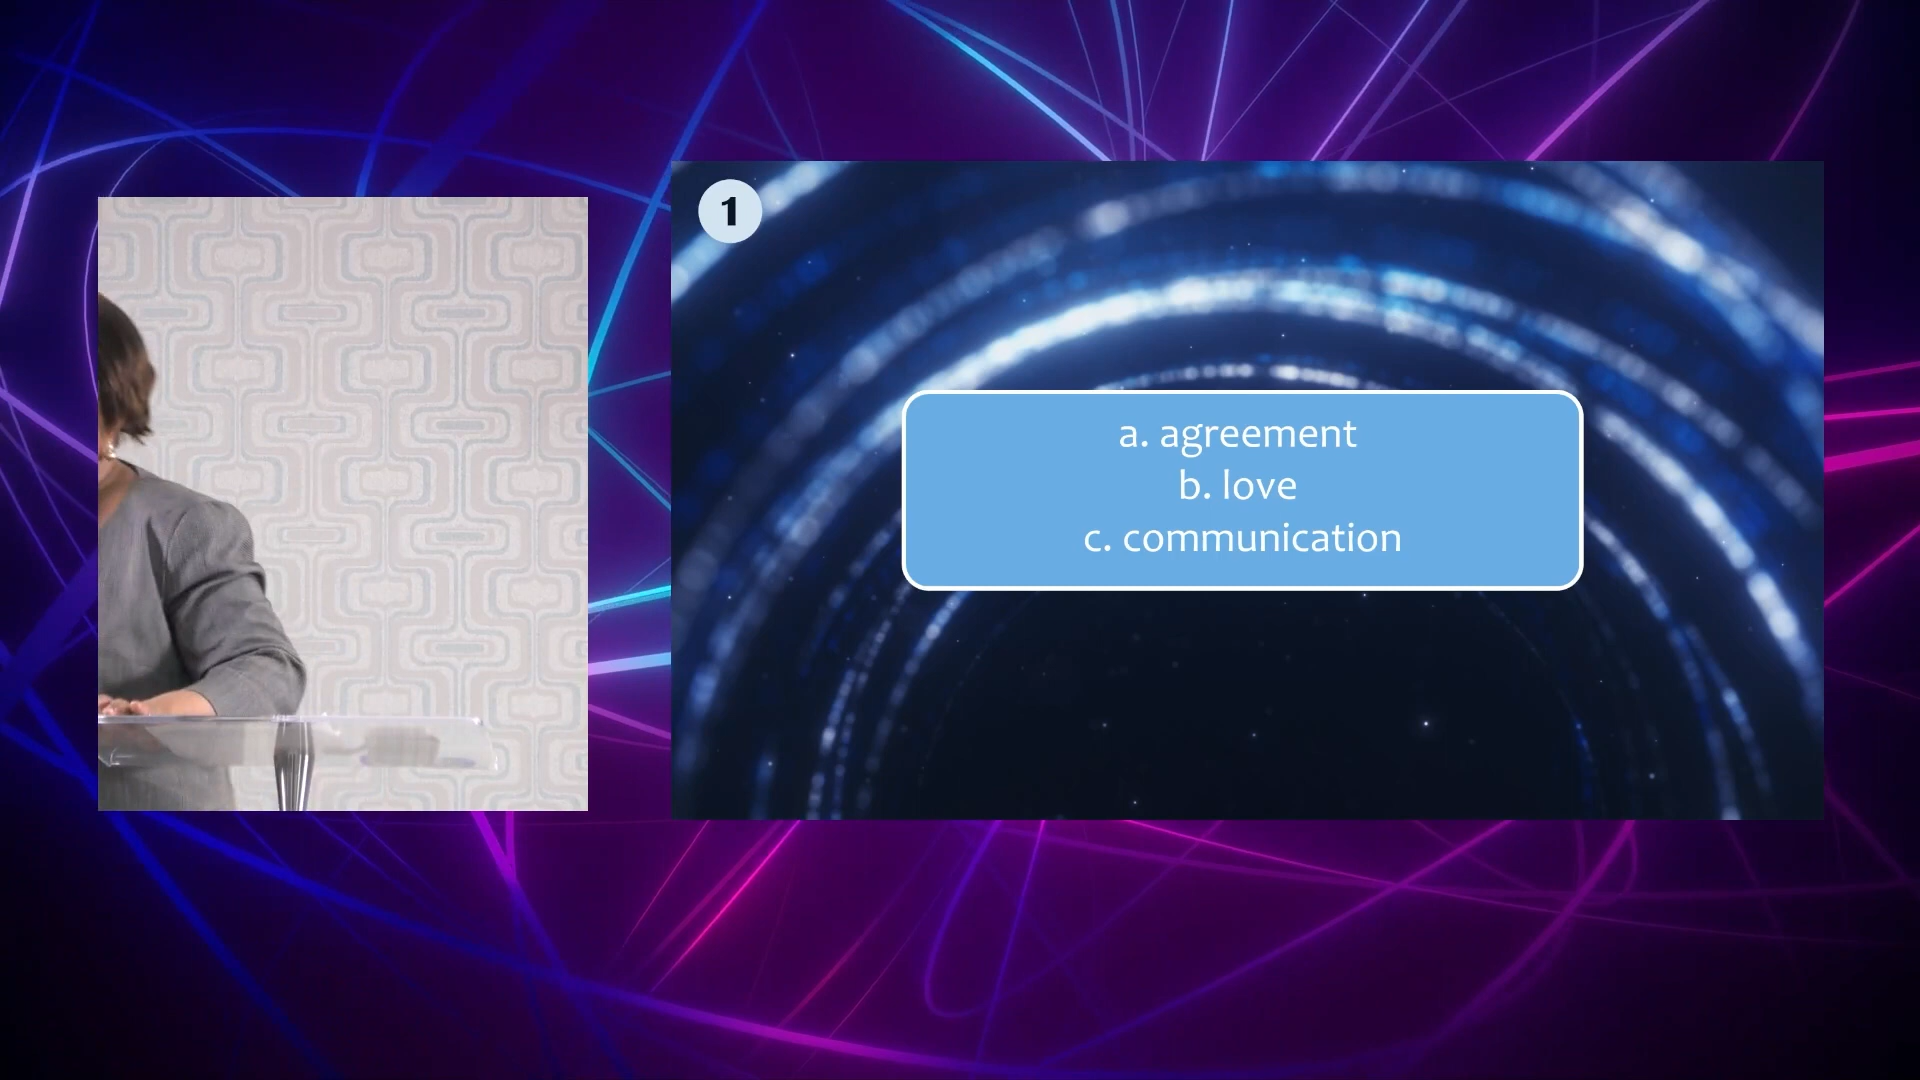 1
a. agreement
b. love
c. communication